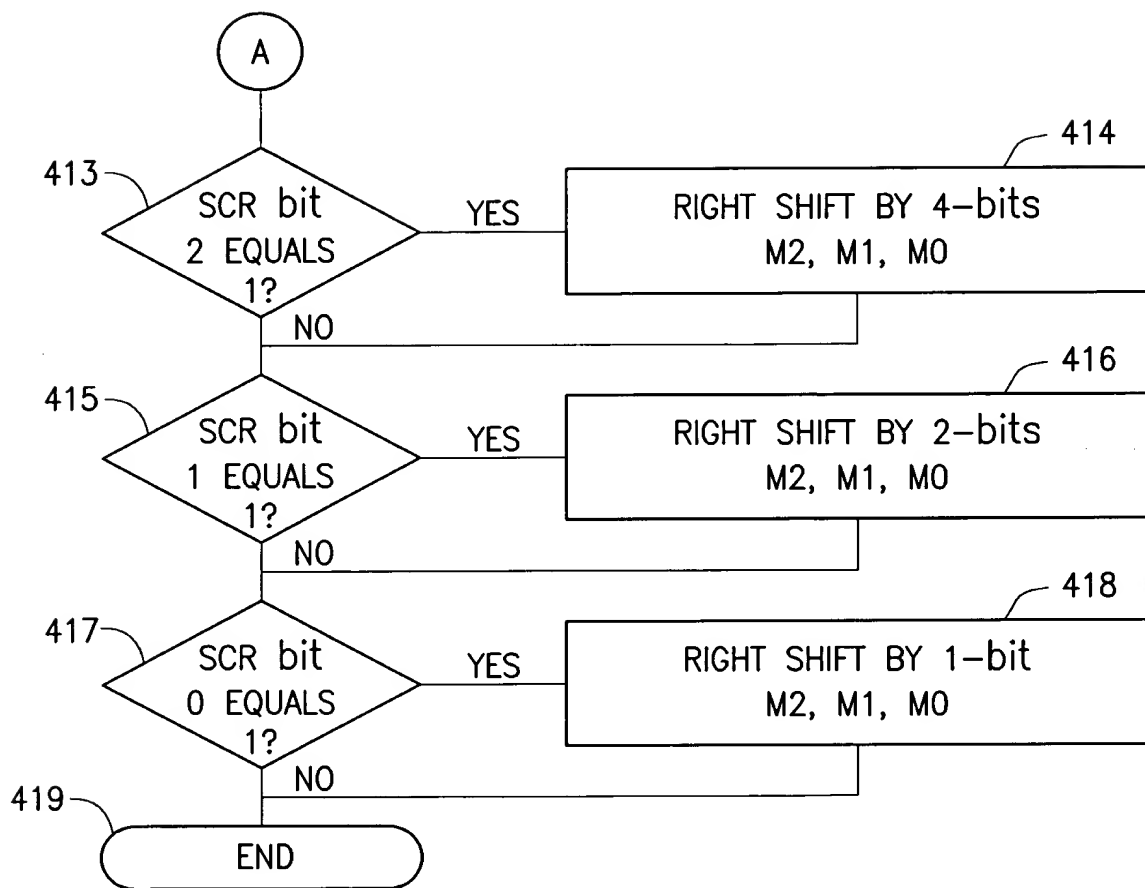 A
413
SCR bit
2 EQUALS
1?
YES
414
RIGHT SHIFT BY 4-bits
M2, M1, M0
NO
415
SCR bit
1 EQUALS
1?
YES
416
RIGHT SHIFT BY 2-bits
M2, M1, M0
NO
417
SCR bit
0 EQUALS
1?
YES
418
RIGHT SHIFT BY 1-bit
M2, M1, M0
NO
419
END